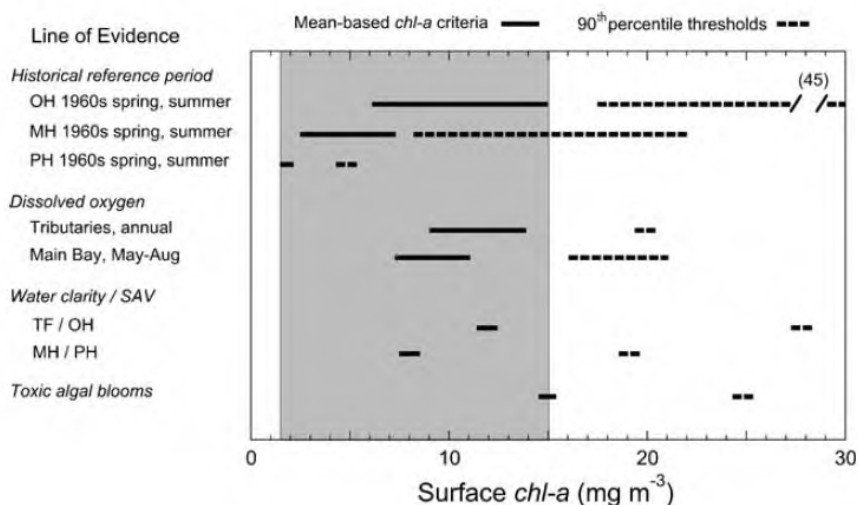 Line of Evidence
Mean-based chl-a criteria
90th percentile thresholds
Historical reference period
OH 1960s spring, summer
(45)
MH 1960s spring, summer
PH 1960s spring, summer
Dissolved oxygen
Tributaries, annual
Main Bay, May-Aug
Water clarity / SAV
TF / OH
MH / PH
Toxic algal blooms
0 10 20 30
Surface chl-a (mg m⁻³)